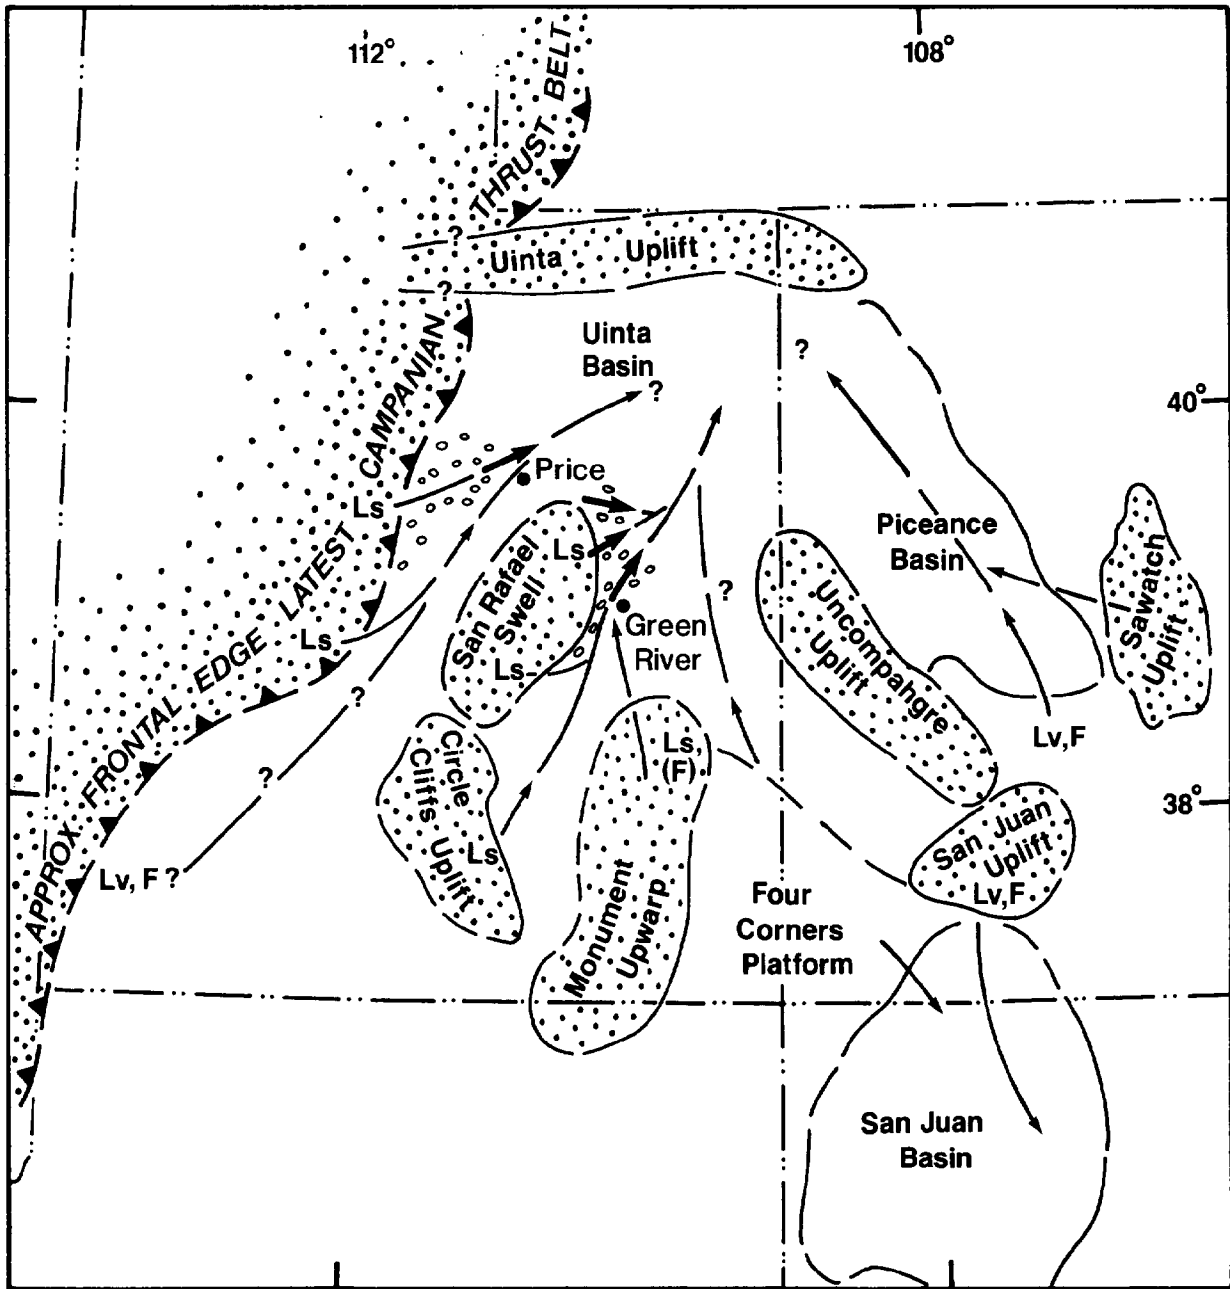 112°
108°
THRUST BELT
?
Uinta Uplift
?
Uinta
Basin
?
?
40°
APPROX FRONTAL EDGE LATEST CAMPANIAN
Price
Ls
Piceance
Basin
Ls
San Rafael
Swell
?
Green
River
Ls
Ls
Uncompahgre
Uplift
Sawatch
Uplift
?
?
Lv, F ?
Circle
Cliffs
Uplift
Ls
Ls,
(F)
Monument
Upwarp
Lv,F
38°
San Juan
Uplift
Lv,F
Four
Corners
Platform
San Juan
Basin